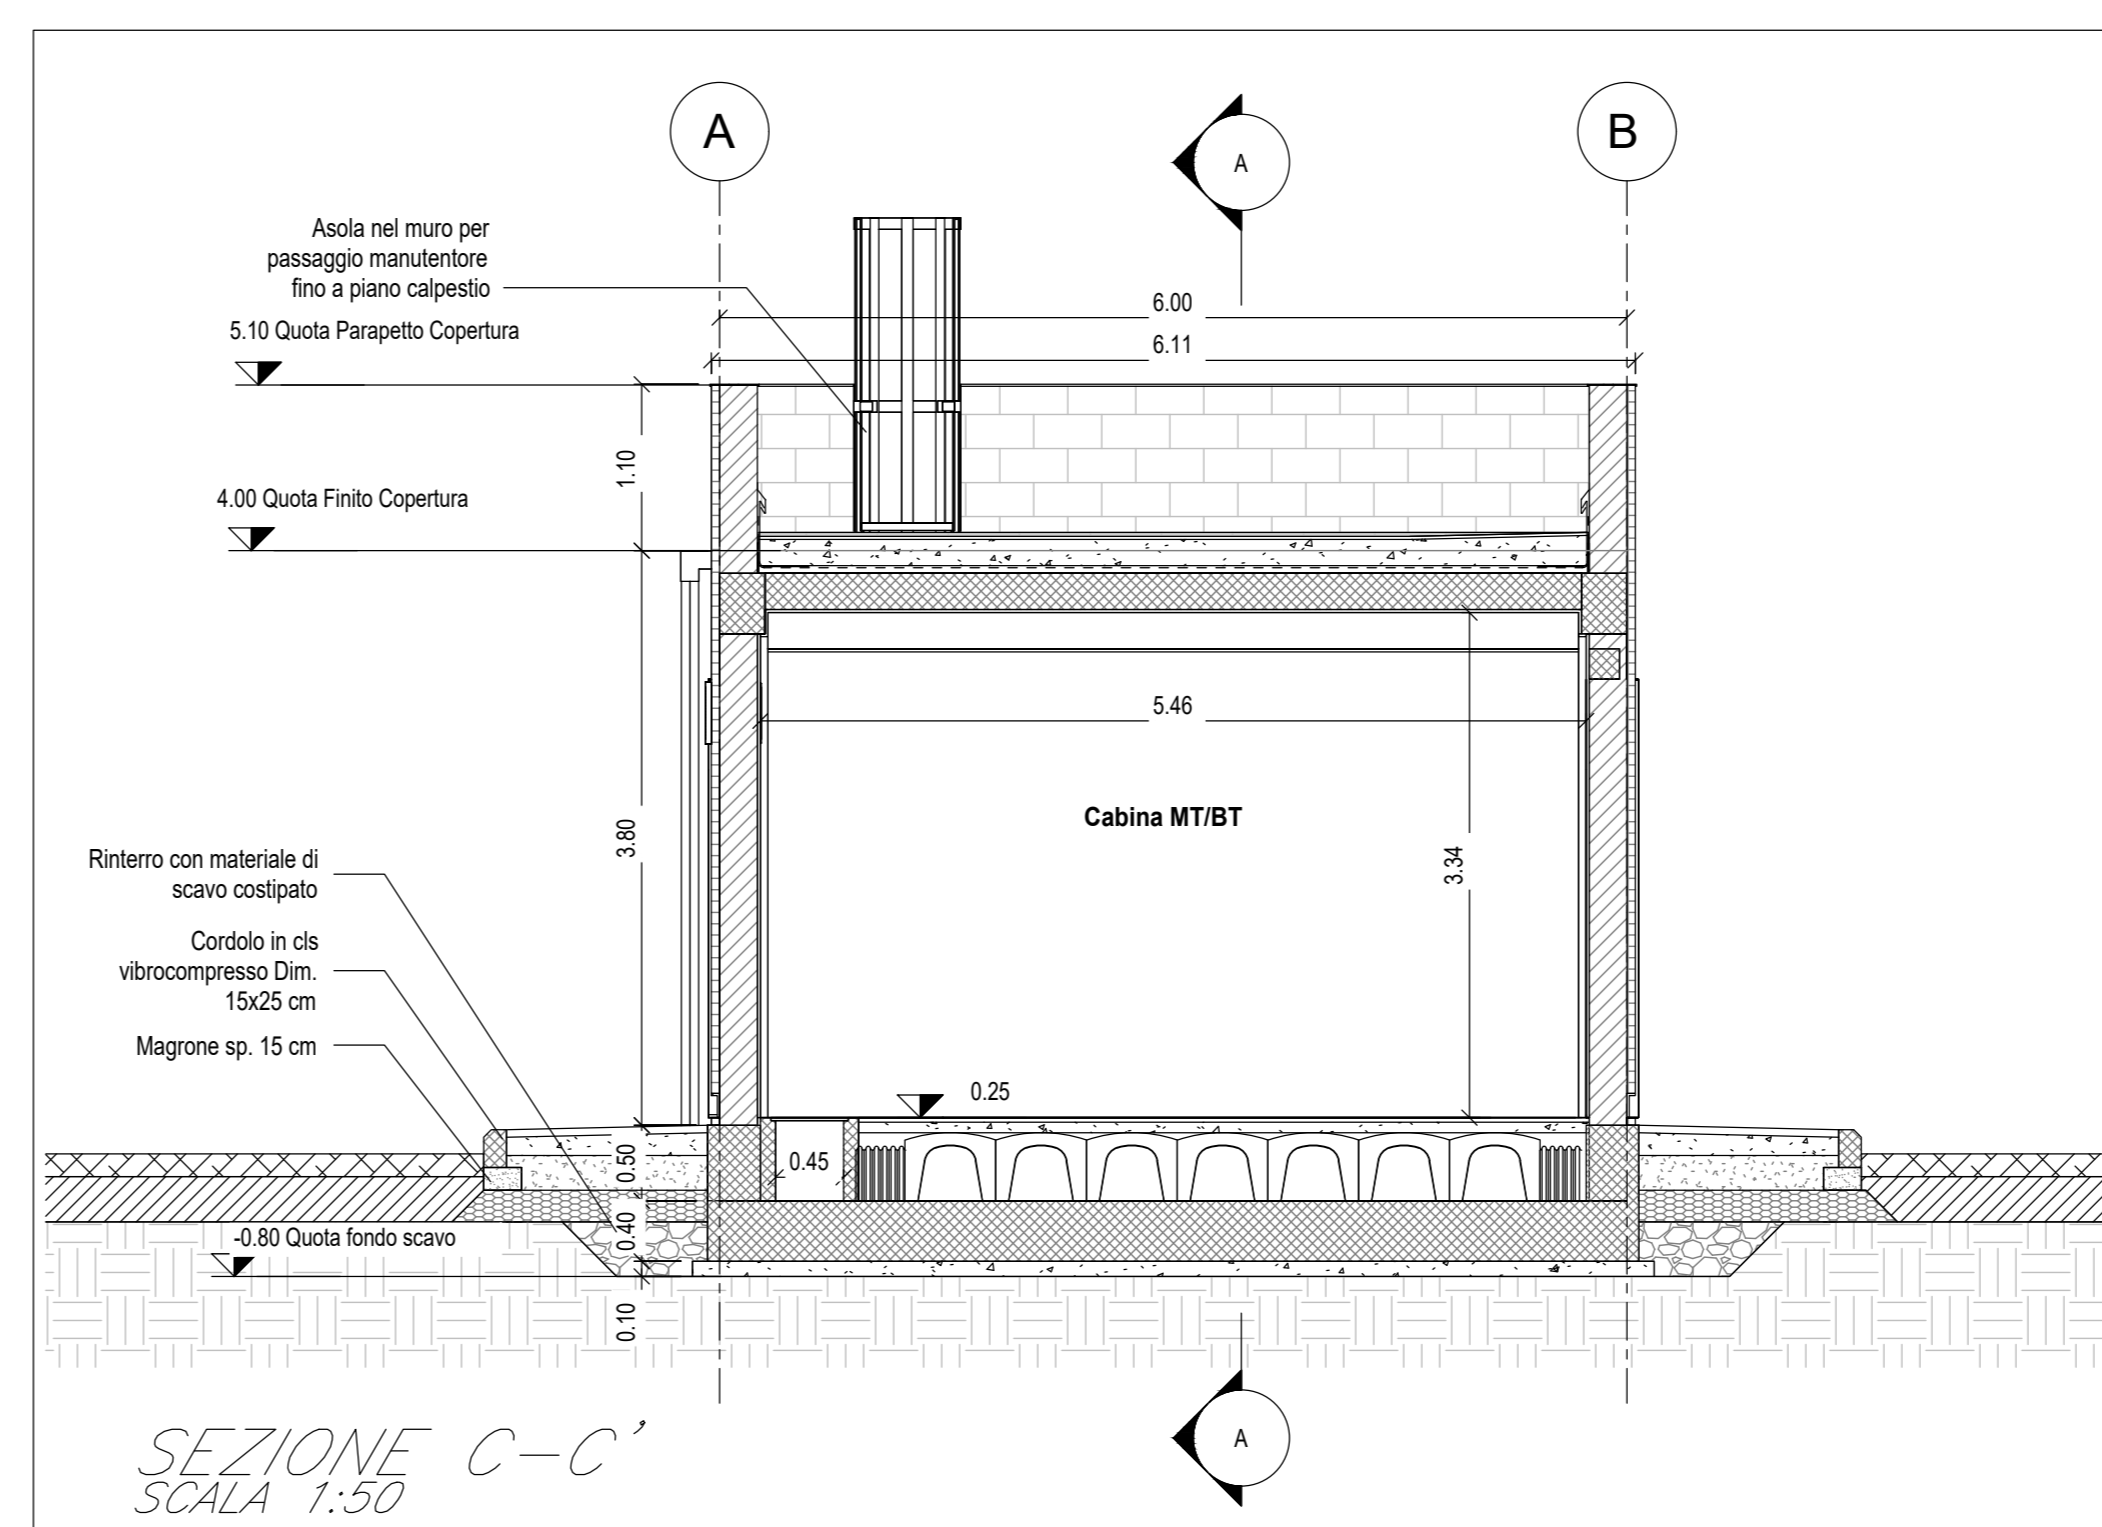 A
B
A
Asola nel muro per
passaggio manutentore
fino a piano calpestio
6.00
5.10 Quota Parapetto Copertura
6.11
1.10
4.00 Quota Finito Copertura
5.46
Cabina MT/BT
3.80
3.34
Rinterro con materiale di
scavo costipato
Cordolo in cls
vibrocompresso Dim.
15x25 cm
Magrone sp. 15 cm
0.25
0.50
0.45
0.40
-0.80 Quota fondo scavo
0.10
A
SEZIONE C-C'
SCALA 1:50